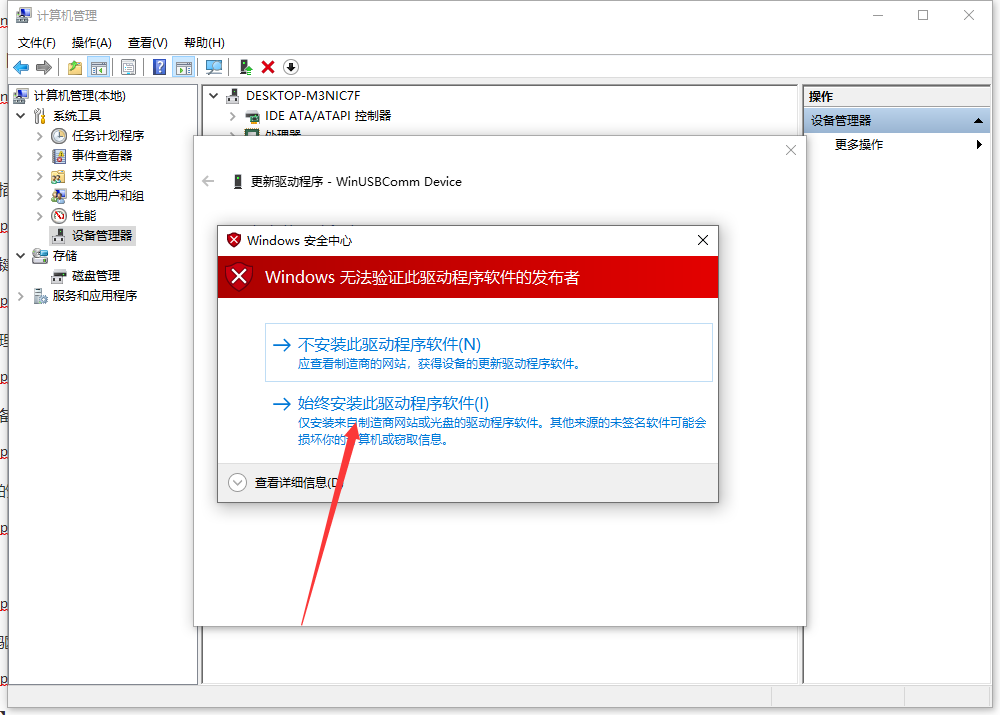 计算机管理
文件(F) 操作(A) 查看(V) 帮助(H)
计算机管理(本地)
系统工具
任务计划程序
事件查看器
共享文件夹
本地用户和组
性能
设备管理器
存储
磁盘管理
服务和应用程序
DESKTOP-M3NIC7F
IDE ATA/ATAPI 控制器
处理器
操作
设备管理器
更多操作
更新驱动程序 - WinUSBComm Device
Windows 安全中心
Windows 无法验证此驱动程序软件的发布者
不安装此驱动程序软件(N)
应查看制造商的网站，获得设备的更新驱动程序软件。
始终安装此驱动程序软件(I)
仅安装来自制造商网站或光盘的驱动程序软件。其他来源的未签名软件可能会
损坏你的计算机或窃取信息。
查看详细信息(D)